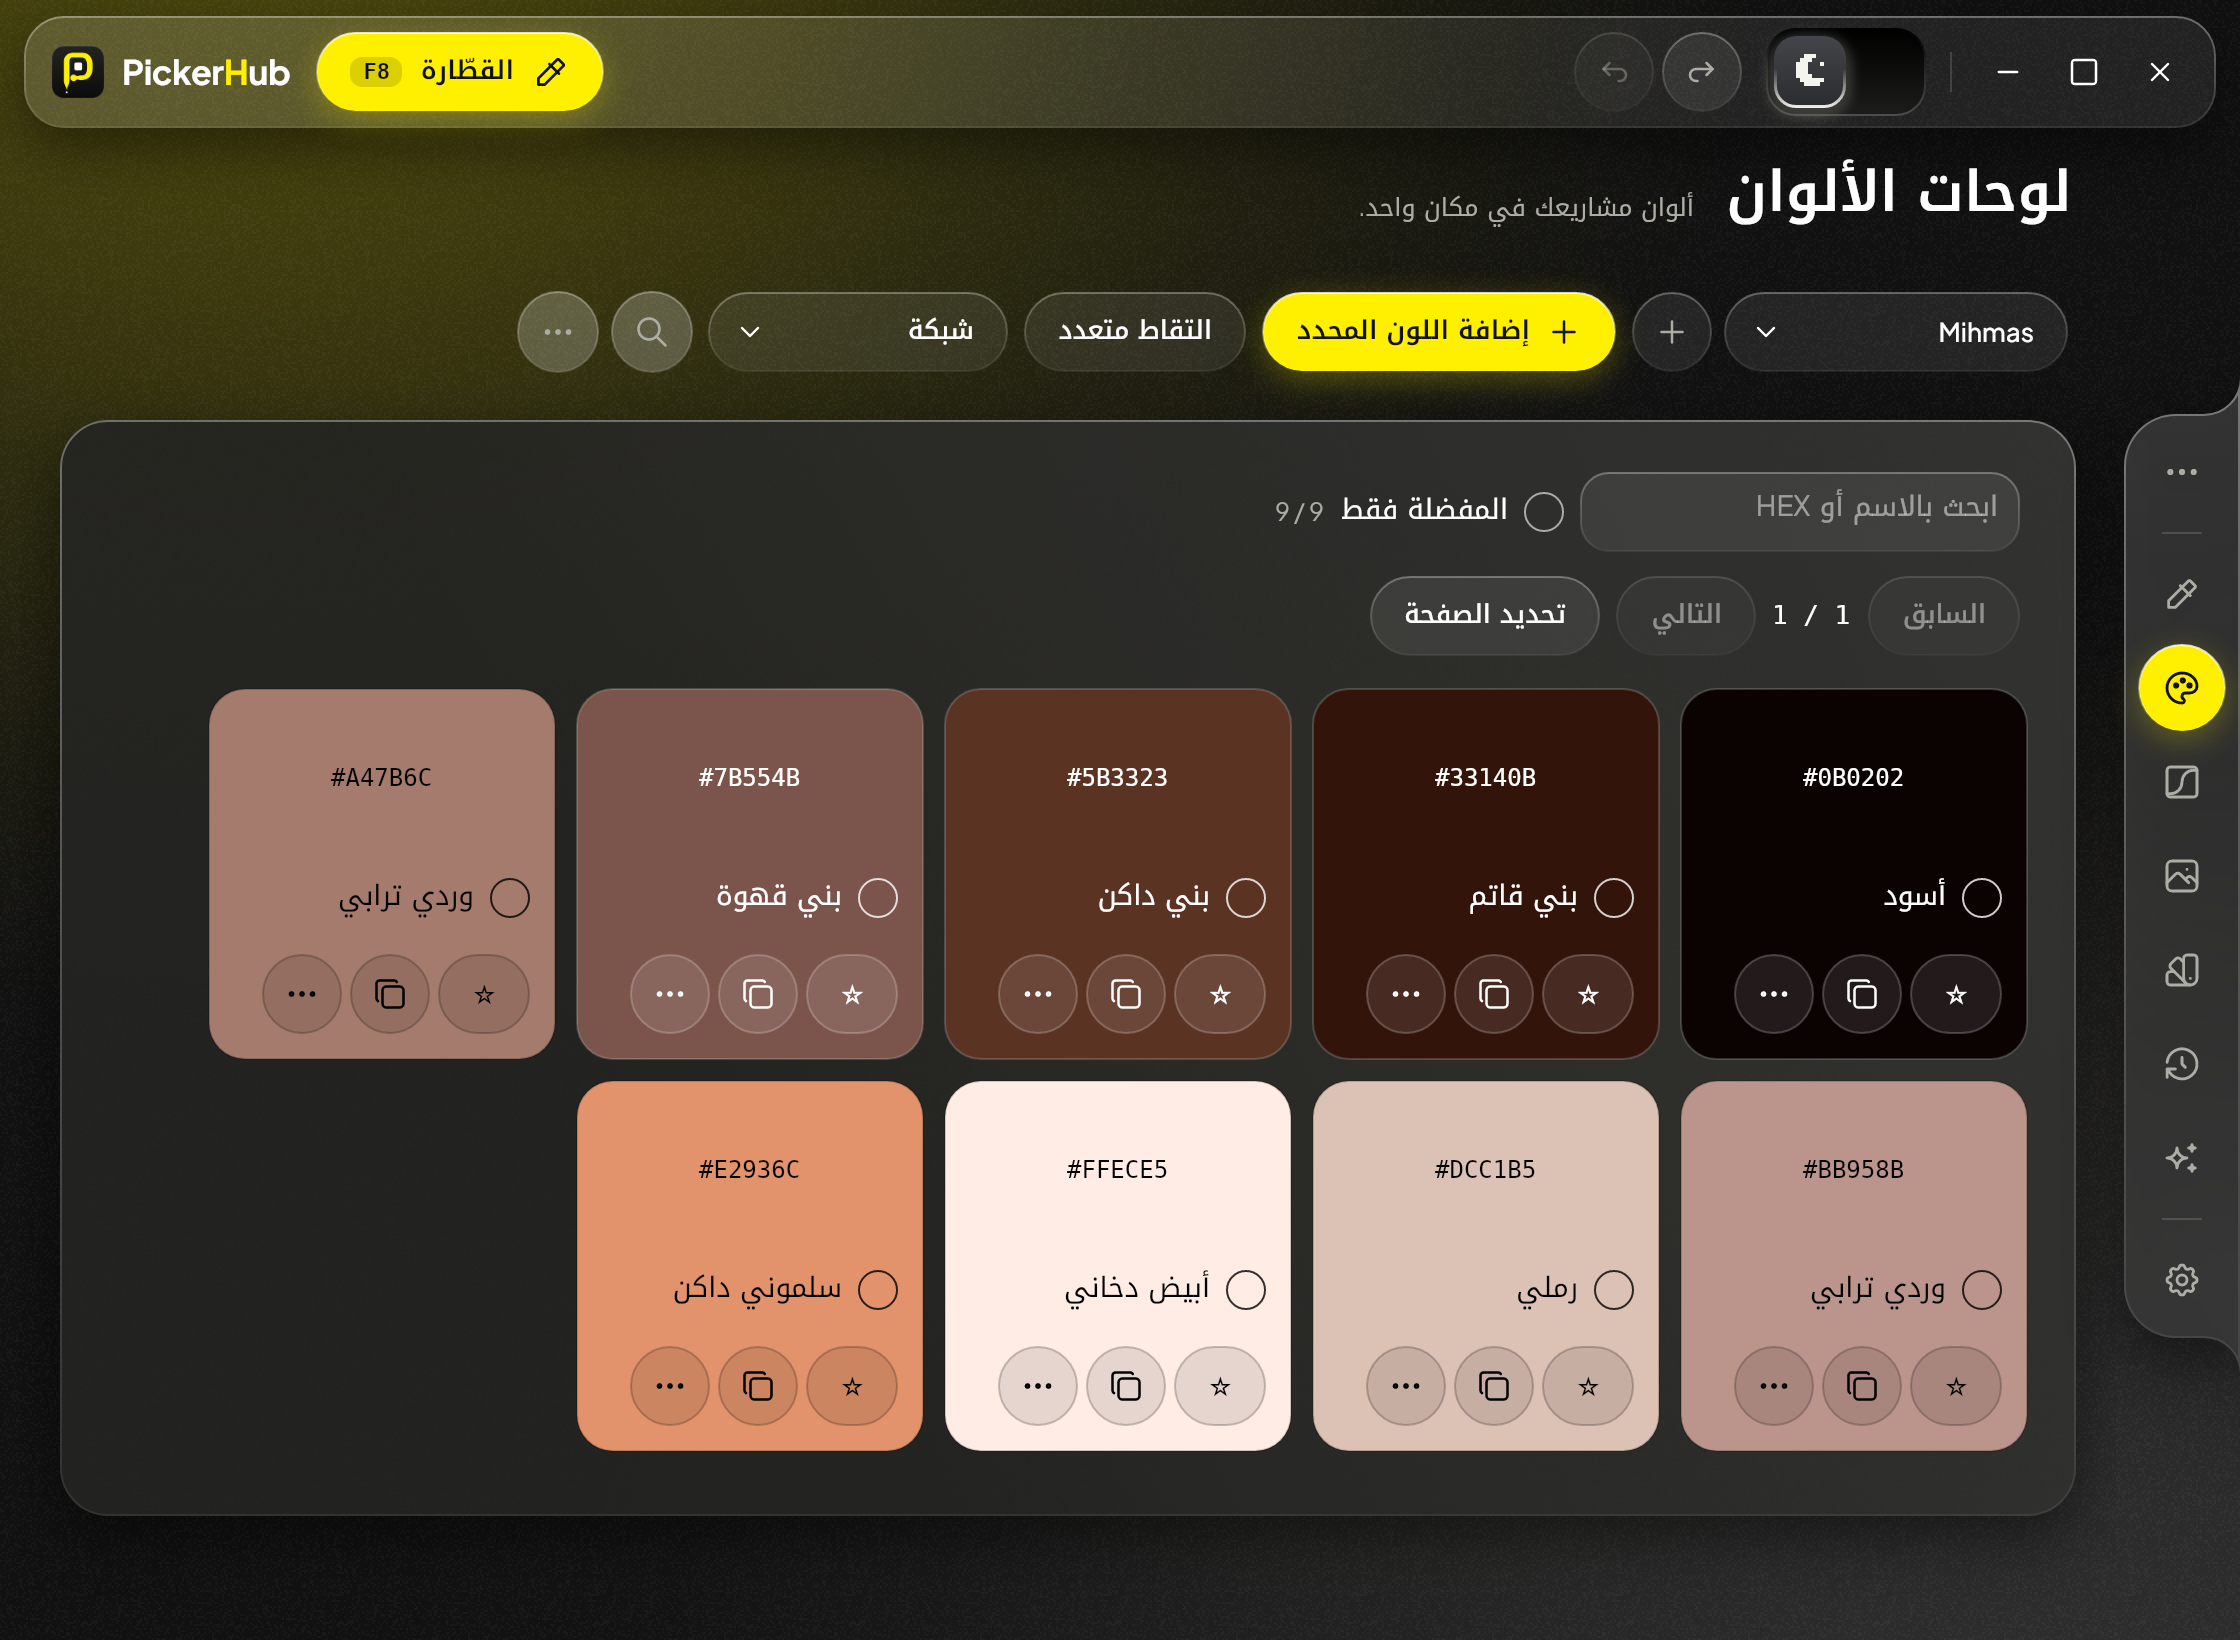 PickerHub
القطّارة F8
لوحات الألوان
ألوان مشاريعك في مكان واحد.
Mihmas
إضافة اللون المحدد
التقاط متعدد
شبكة
ابحث بالاسم أو HEX
المفضلة فقط 9/9
السابق
1 / 1
التالي
تحديد الصفحة
#0B0202
أسود
#33140B
بني قاتم
#5B3323
بني داكن
#7B554B
بني قهوة
#A47B6C
وردي ترابي
#BB958B
وردي ترابي
#DCC1B5
رملي
#FFECE5
أبيض دخاني
#E2936C
سلموني داكن